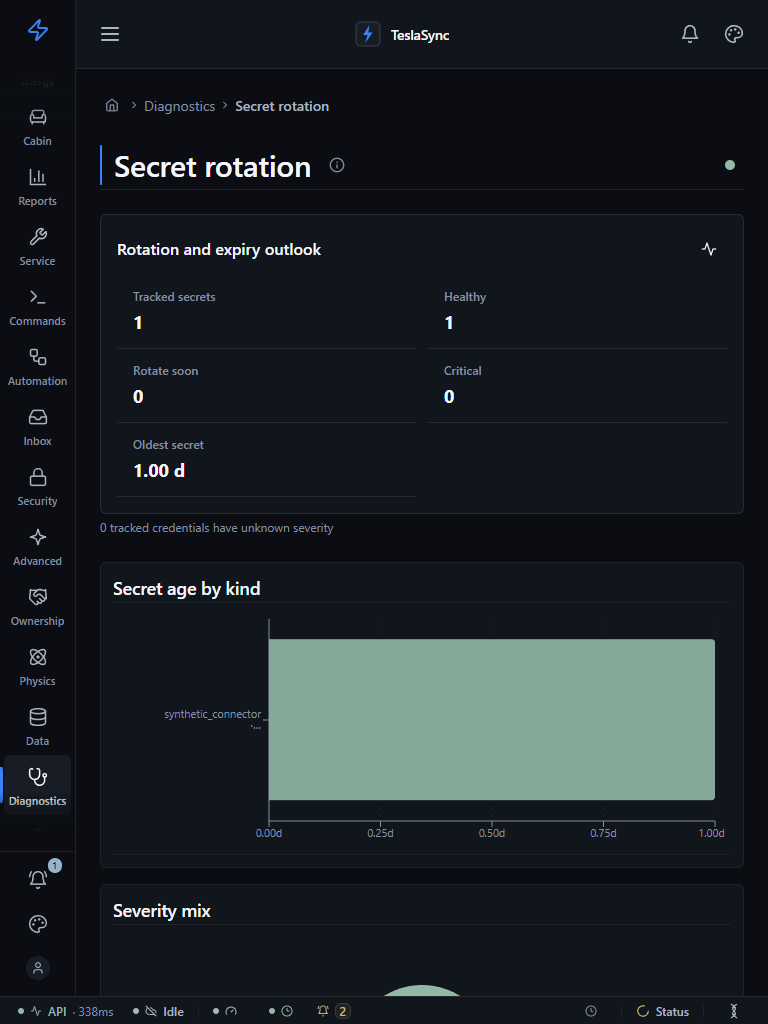 TeslaSync
Energy
Cabin
Reports
Service
Commands
Automation
Inbox
Security
Advanced
Ownership
Physics
Data
Diagnostics
1
Diagnostics > Secret rotation
Secret rotation
Rotation and expiry outlook
Tracked secrets
1
Healthy
1
Rotate soon
0
Critical
0
Oldest secret
1.00 d
0 tracked credentials have unknown severity
Secret age by kind
synthetic_connector
·...
0.00d 0.25d 0.50d 0.75d 1.00d
Severity mix
API · 338ms Idle 2 Status